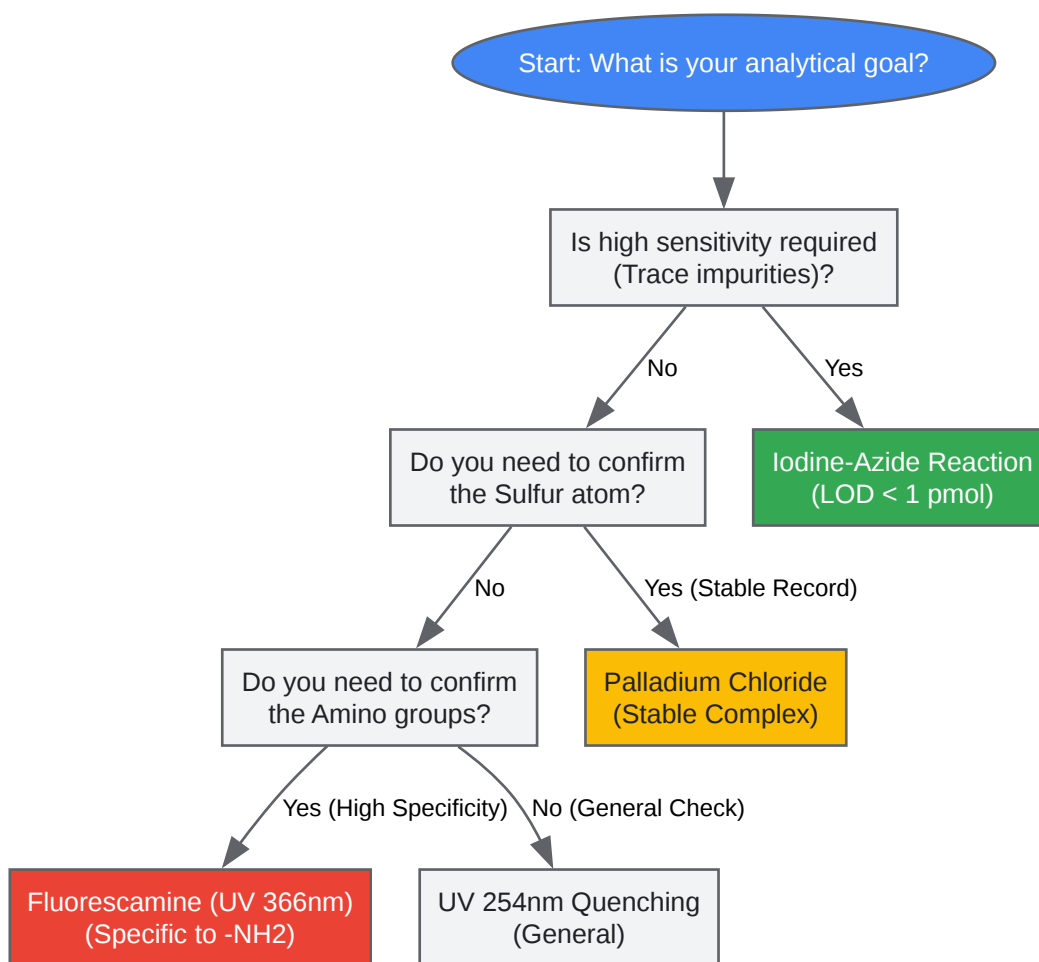 Start: What is your analytical goal?
Is high sensitivity required
(Trace impurities)?
No
Yes
Do you need to confirm
the Sulfur atom?
Iodine-Azide Reaction
(LOD < 1 pmol)
No
Yes (Stable Record)
Do you need to confirm
the Amino groups?
Palladium Chloride
(Stable Complex)
Yes (High Specificity)
No (General Check)
Fluorescamine (UV 366nm)
(Specific to -NH2)
UV 254nm Quenching
(General)